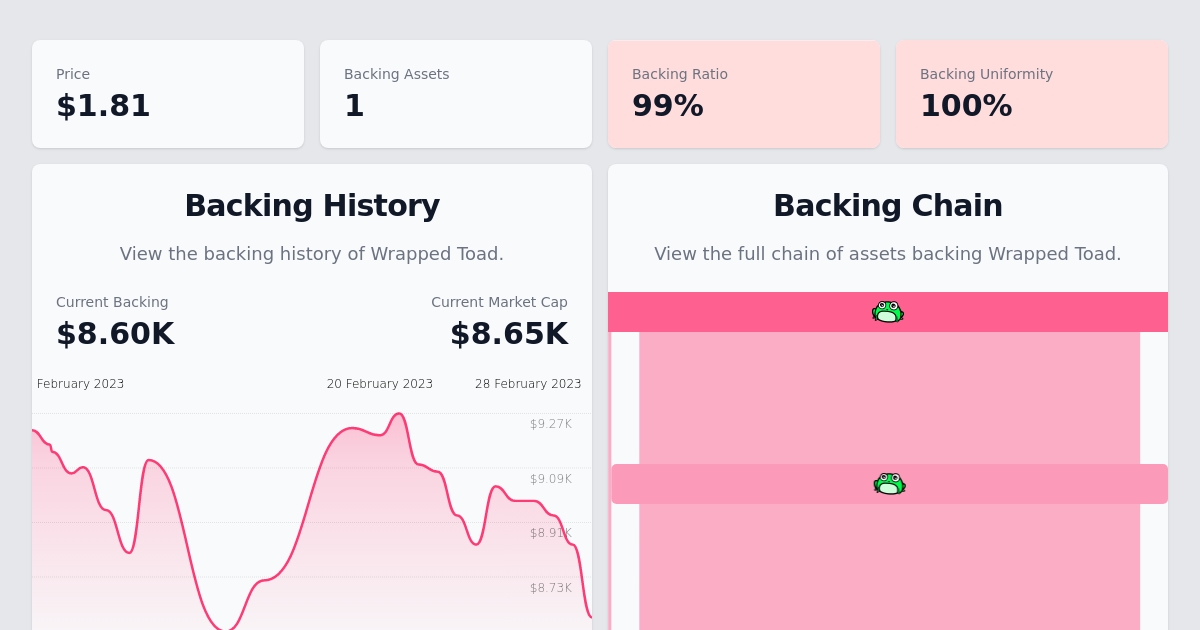 Price
$1.81
Backing Assets
1
Backing Ratio
99%
Backing Uniformity
100%
Backing History
View the backing history of Wrapped Toad.
Current Backing
$8.60K
Current Market Cap
$8.65K
February 2023
20 February 2023
28 February 2023
$9.27K
$9.09K
$8.91K
$8.73K
Backing Chain
View the full chain of assets backing Wrapped Toad.